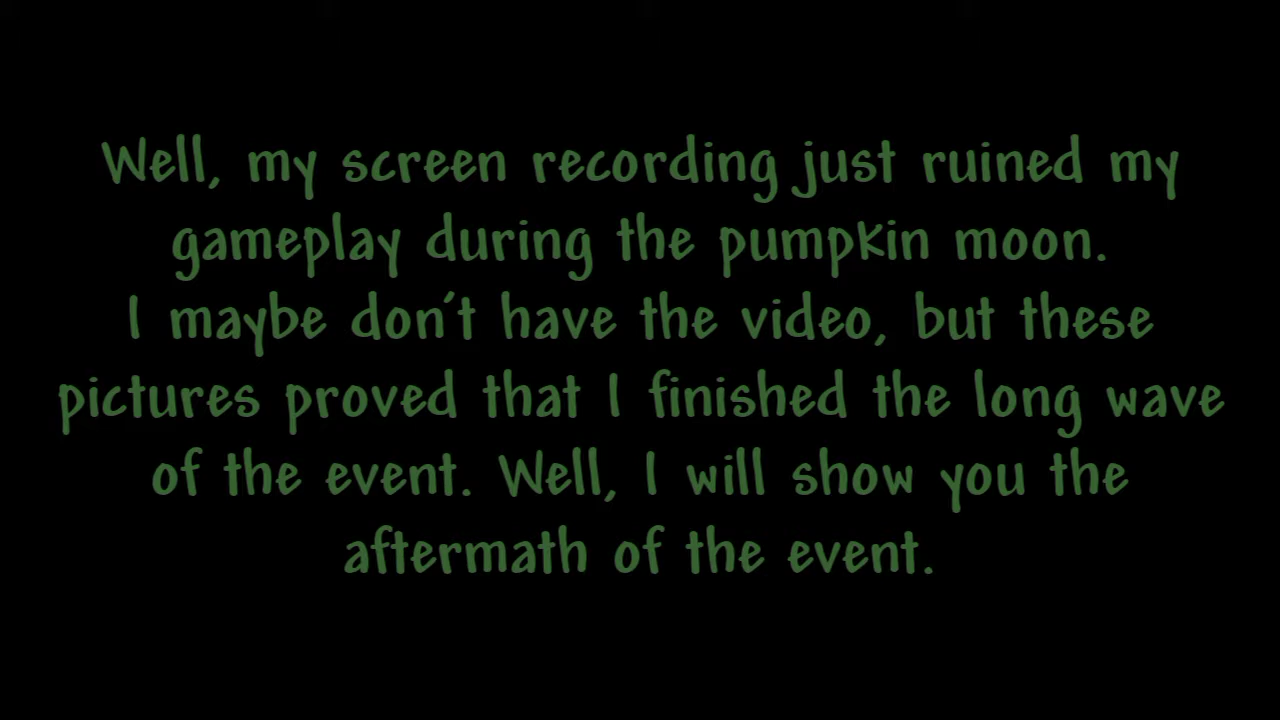 Well, my screen recording just ruined my
gameplay during the pumpkin moon.
I maybe don't have the video, but these
pictures proved that I finished the long wave
of the event. Well, I will show you the
aftermath of the event.